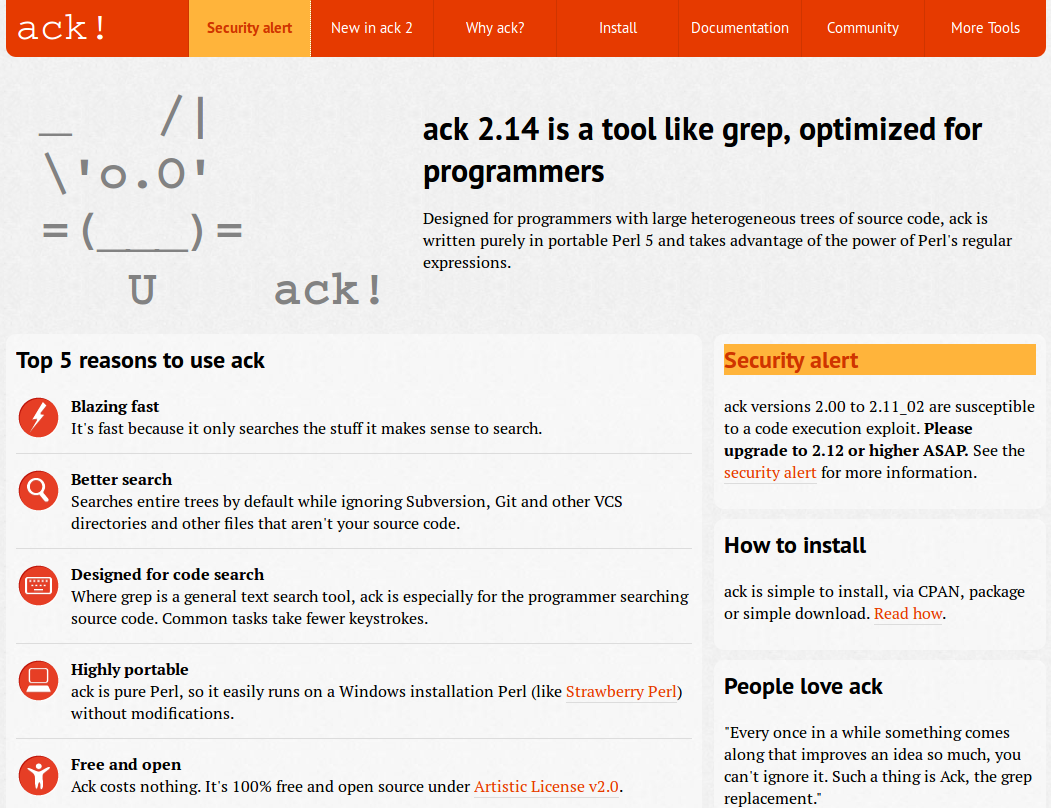 ack!
Security alert
New in ack 2
Why ack?
Install
Documentation
Community
More Tools
_   /|
\'o.O'
=(___)=
U    ack!
ack 2.14 is a tool like grep, optimized for
programmers
Designed for programmers with large heterogeneous trees of source code, ack is
written purely in portable Perl 5 and takes advantage of the power of Perl's regular
expressions.
Top 5 reasons to use ack
Blazing fast
It's fast because it only searches the stuff it makes sense to search.
Better search
Searches entire trees by default while ignoring Subversion, Git and other VCS
directories and other files that aren't your source code.
Designed for code search
Where grep is a general text search tool, ack is especially for the programmer searching
source code. Common tasks take fewer keystrokes.
Highly portable
ack is pure Perl, so it easily runs on a Windows installation Perl (like Strawberry Perl)
without modifications.
Free and open
Ack costs nothing. It's 100% free and open source under Artistic License v2.0.
Security alert
ack versions 2.00 to 2.11_02 are susceptible
to a code execution exploit. Please
upgrade to 2.12 or higher ASAP. See the
security alert for more information.
How to install
ack is simple to install, via CPAN, package
or simple download. Read how.
People love ack
"Every once in a while something comes
along that improves an idea so much, you
can't ignore it. Such a thing is Ack, the grep
replacement."